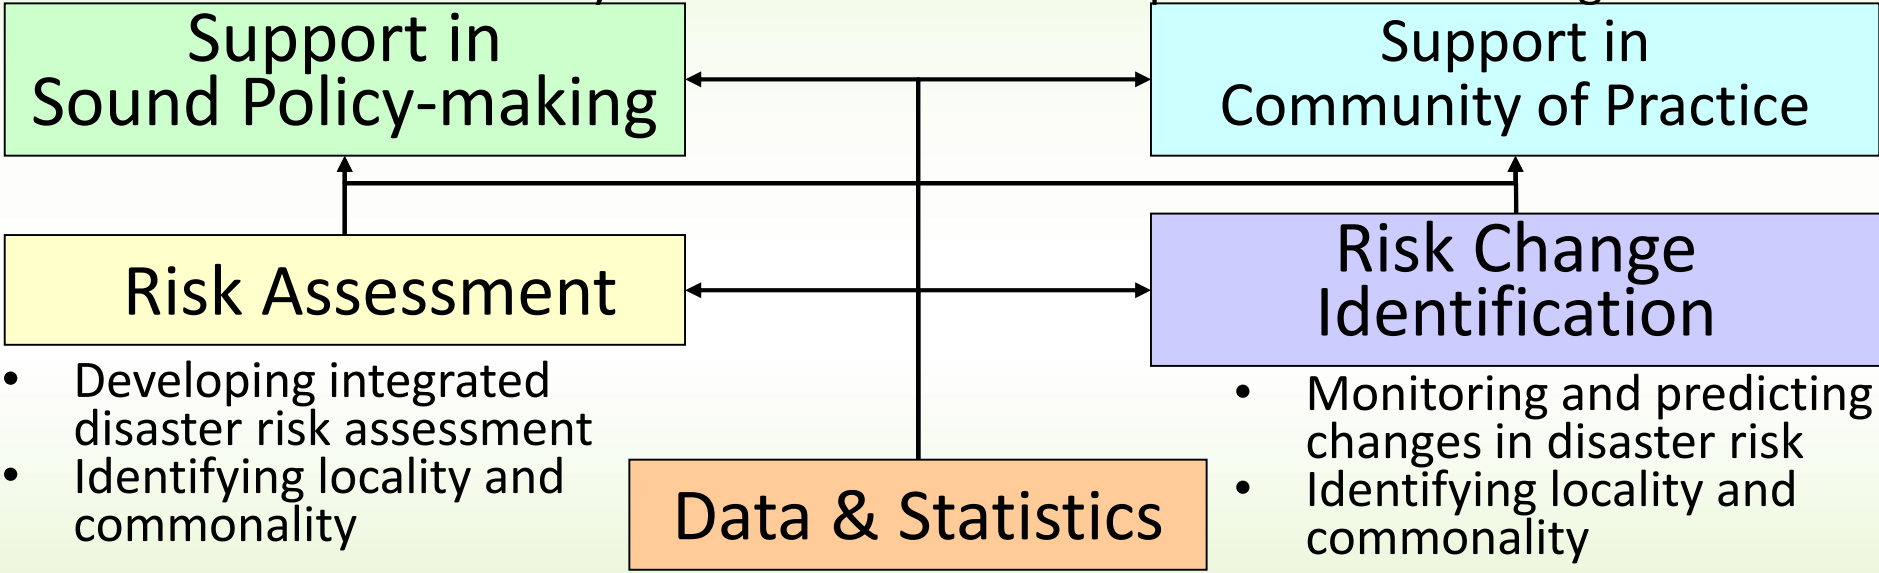 Support in
Sound Policy-making
Support in
Community of Practice
Risk Assessment
• Developing integrated
disaster risk assessment
• Identifying locality and
commonality
Risk Change
Identification
• Monitoring and predicting
changes in disaster risk
• Identifying locality and
commonality
Data & Statistics